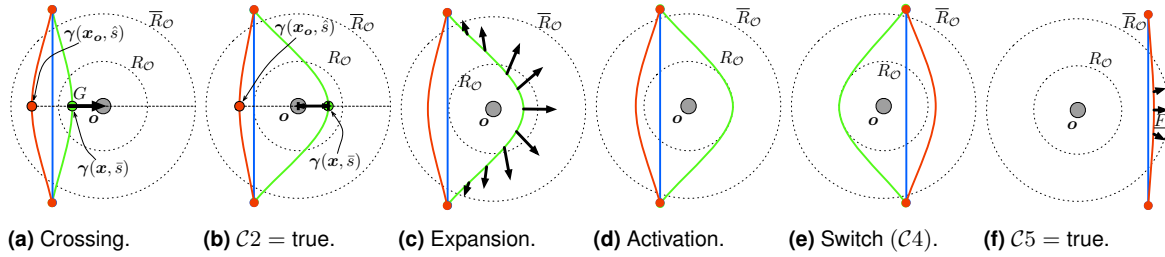 R̅_𝒪
γ(x_o, ŝ)
R_𝒪
G
o
γ(x, s̄)
(a) Crossing.
R̅_𝒪
γ(x_o, ŝ)
R_𝒪
o
γ(x, s̄)
(b) 𝒞2 = true.
R̅_𝒪
R_𝒪
o
(c) Expansion.
R̅_𝒪
R_𝒪
o
(d) Activation.
R̅_𝒪
R_𝒪
o
(e) Switch (𝒞4).
R̅_𝒪
R_𝒪
o
F
(f) 𝒞5 = true.